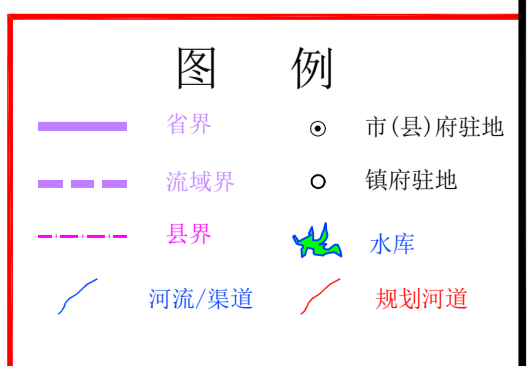 图 例
省界 市(县)府驻地
流域界 镇府驻地
县界 水库
河流/渠道 规划河道